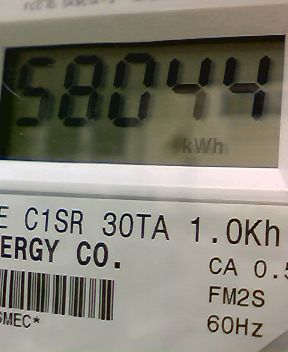 58044
kWh
E C1SR 30TA 1.0Kh
ERGY CO.
CA 0.5
FM2S
SMEC*
60Hz